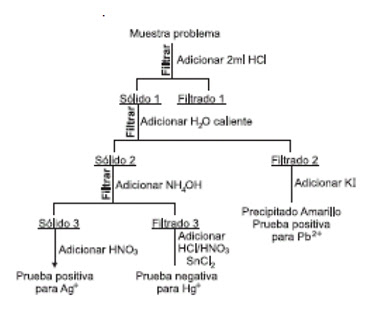 Muestra problema
Filtrar
Adicionar 2ml HCl
Sólido 1 Filtrado 1
Filtrar
Adicionar H₂O caliente
Sólido 2 Filtrado 2
Filtrar
Adicionar NH₄OH
Adicionar KI
Sólido 3 Filtrado 3
Precipitado Amarillo
Prueba positiva
para Pb²⁺
Adicionar HNO₃
Adicionar
HCl/HNO₃
SnCl₂
Prueba positiva
para Ag⁺
Prueba negativa
para Hg⁺